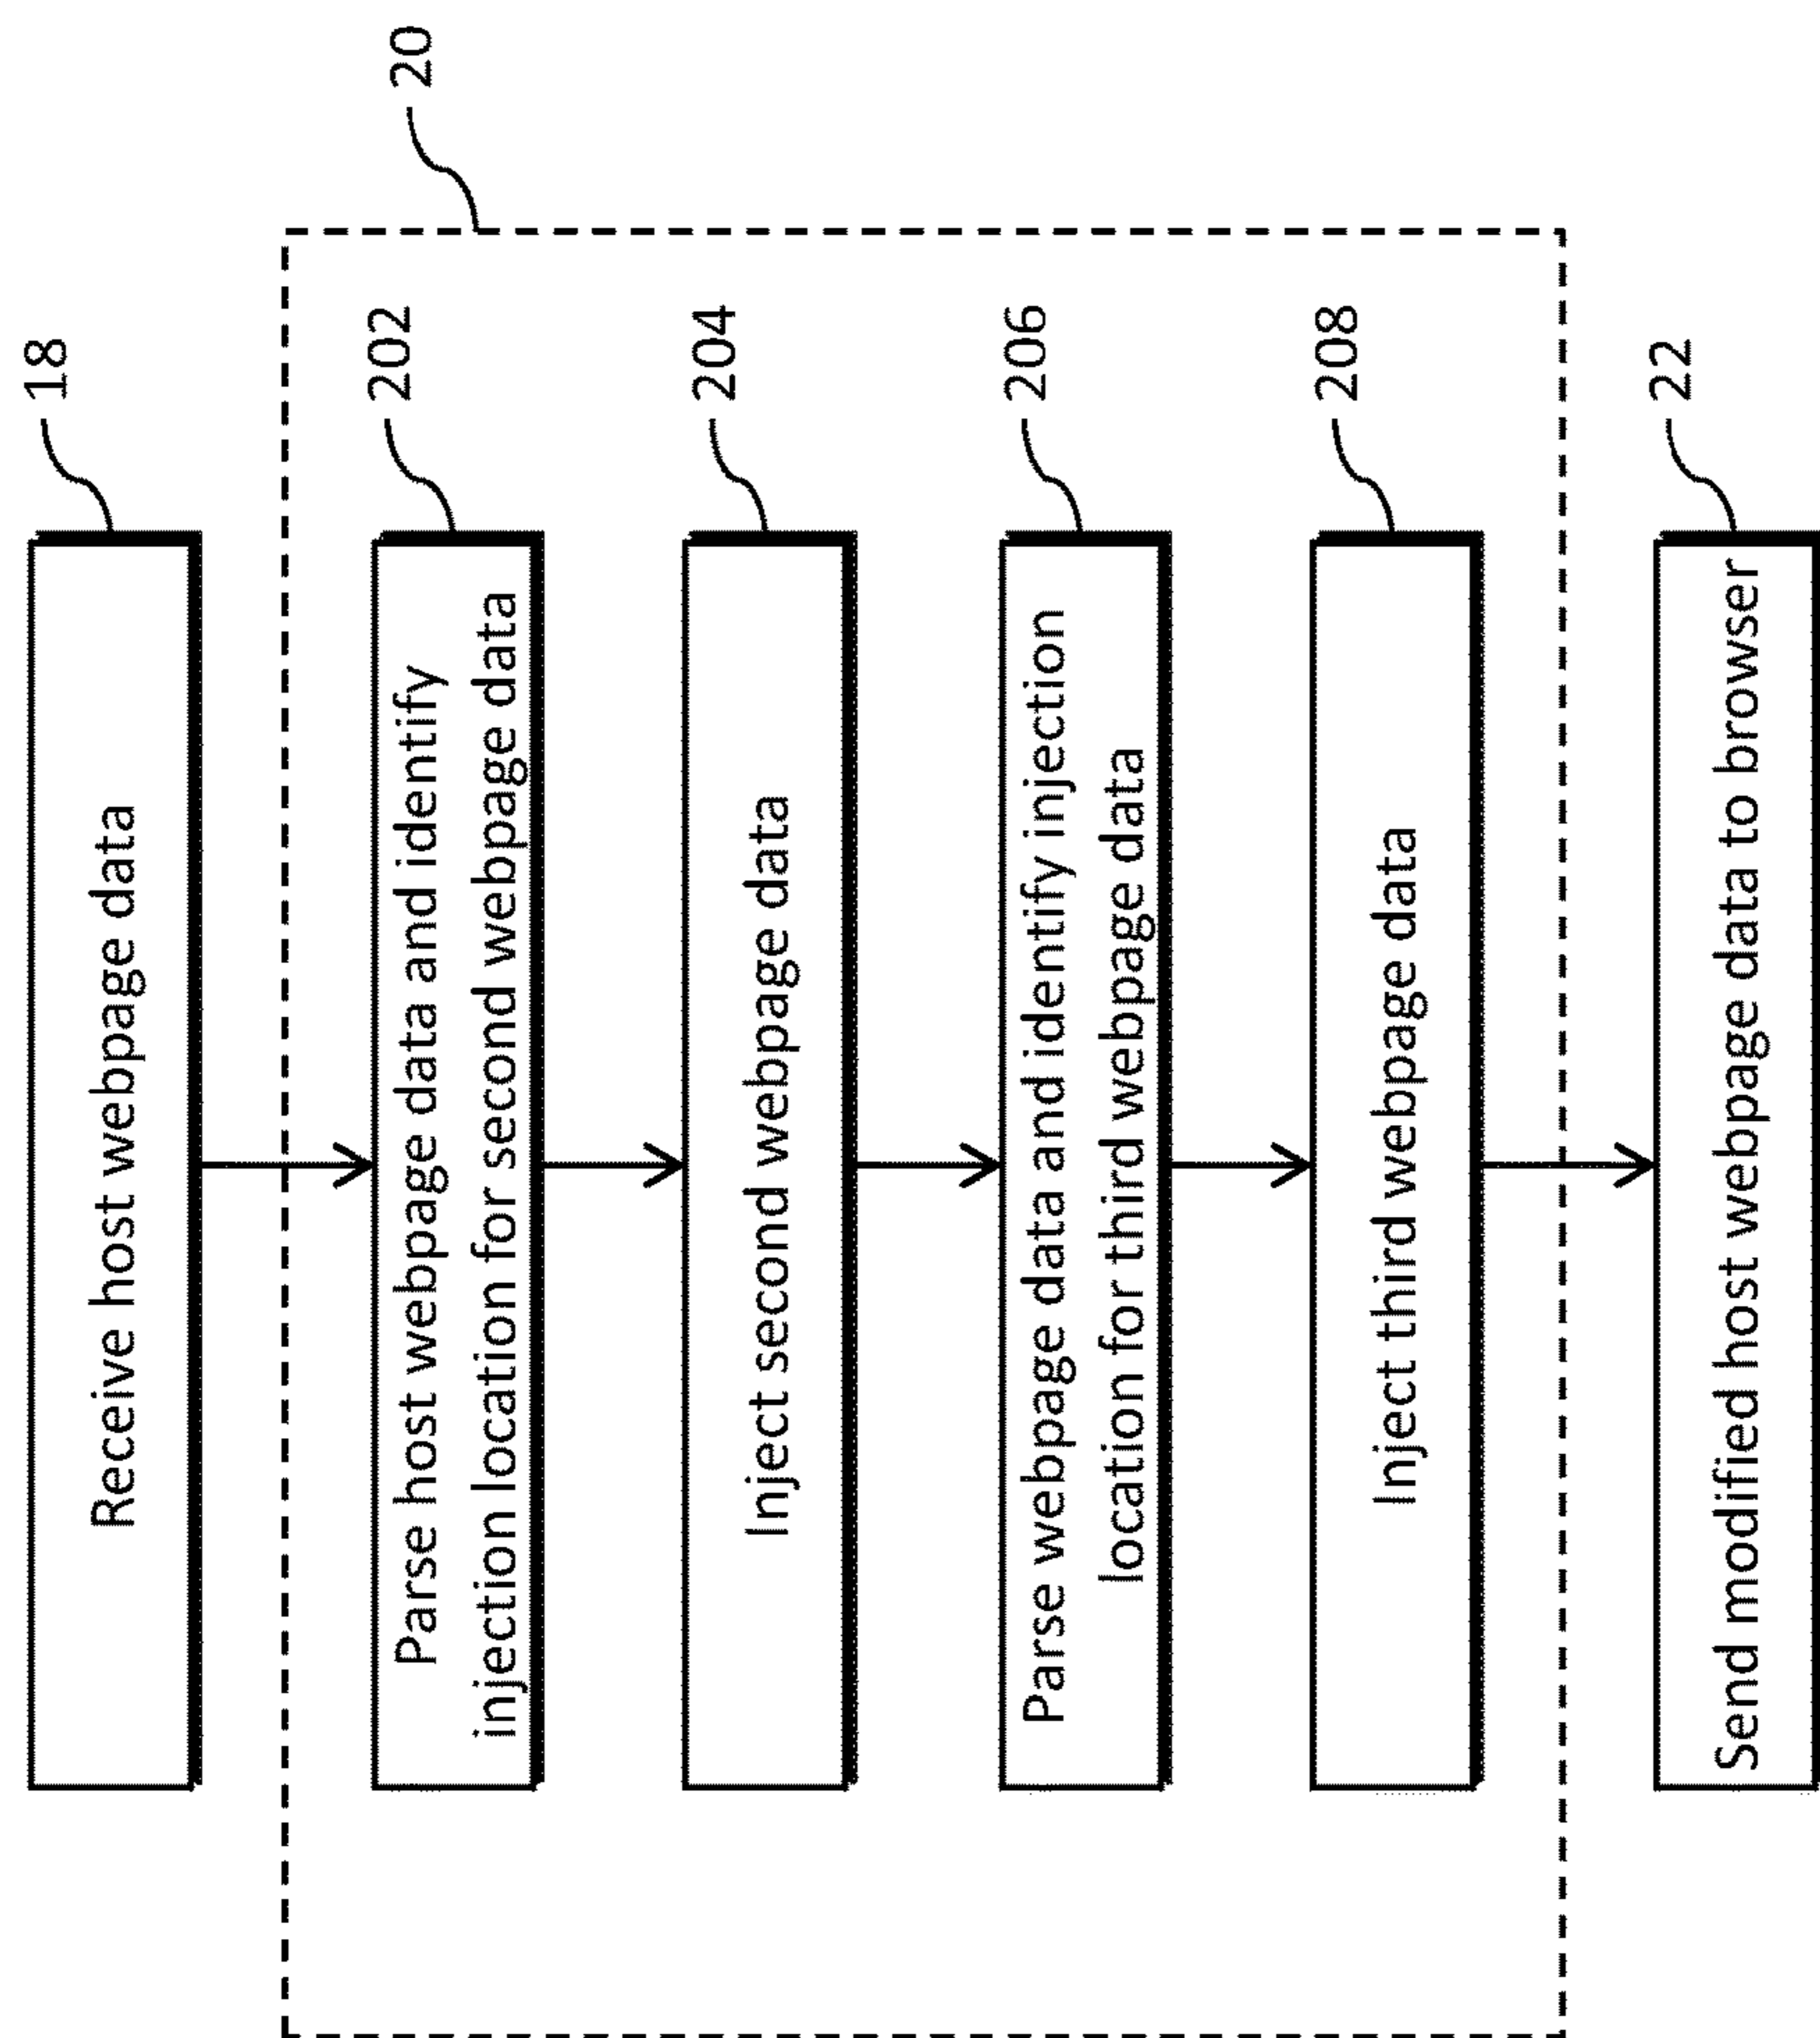 18
Receive host webpage data
20
202
Parse host webpage data and identify
injection location for second webpage data
204
Inject second webpage data
206
Parse webpage data and identify injection
location for third webpage data
208
Inject third webpage data
22
Send modified host webpage data to browser